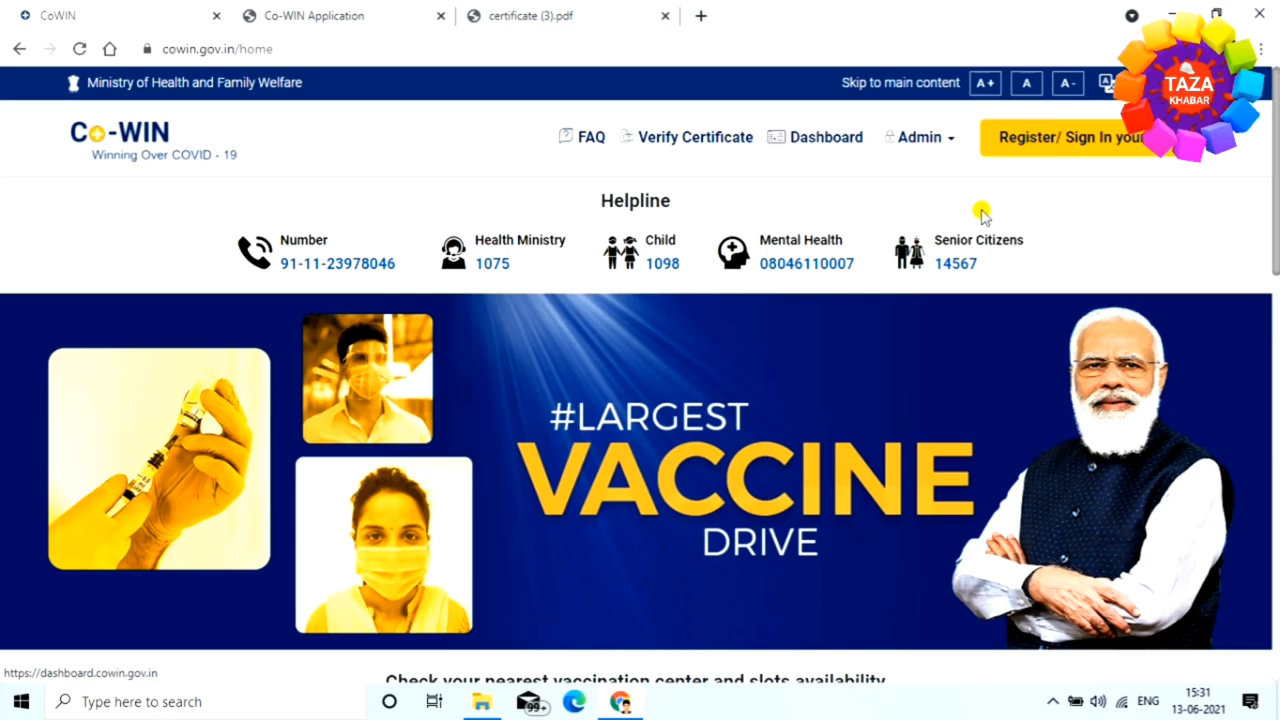 CoWIN
Co-WIN Application
certificate (3).pdf
cowin.gov.in/home
TAZA
KHABAR
Ministry of Health and Family Welfare
Skip to main content
A+
A
A-
Co-WIN
Winning Over COVID - 19
FAQ
Verify Certificate
Dashboard
Admin
Register/ Sign In your
Helpline
Number
91-11-23978046
Health Ministry
1075
Child
1098
Mental Health
08046110007
Senior Citizens
14567
#LARGEST
VACCINE
DRIVE
https://dashboard.cowin.gov.in
Check your nearest vaccination center and slots availability
Type here to search
99+
ENG
15:31
13-06-2021